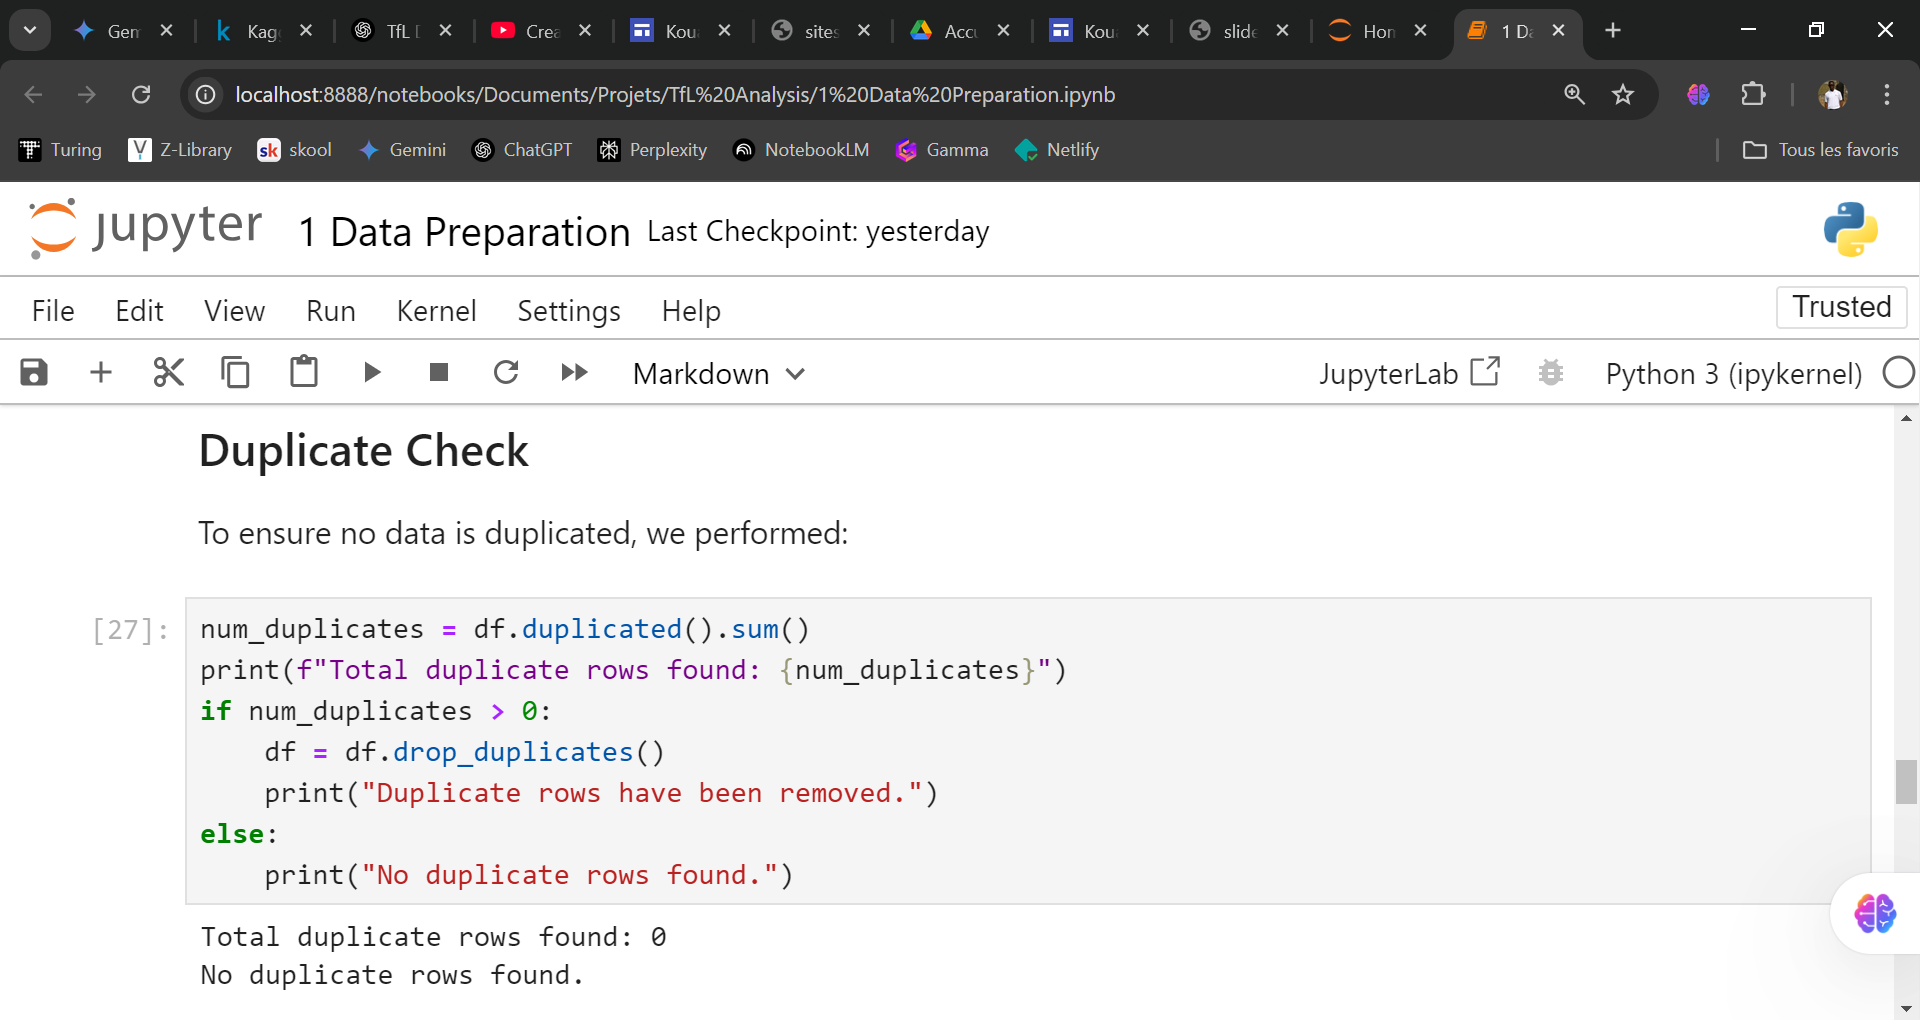 Gem
Kag
TfL D
Crea
Kou
sites
Accu
Kou
slide
Hon
1 Da
localhost:8888/notebooks/Documents/Projets/TfL%20Analysis/1%20Data%20Preparation.ipynb
Turing
Z-Library
sk skool
Gemini
ChatGPT
Perplexity
NotebookLM
Gamma
Netlify
Tous les favoris
jupyter 1 Data Preparation Last Checkpoint: yesterday
File Edit View Run Kernel Settings Help Trusted
Markdown JupyterLab Python 3 (ipykernel)
Duplicate Check
To ensure no data is duplicated, we performed:
[27]:
num_duplicates = df.duplicated().sum()
print(f"Total duplicate rows found: {num_duplicates}")
if num_duplicates > 0:
    df = df.drop_duplicates()
    print("Duplicate rows have been removed.")
else:
    print("No duplicate rows found.")
Total duplicate rows found: 0
No duplicate rows found.